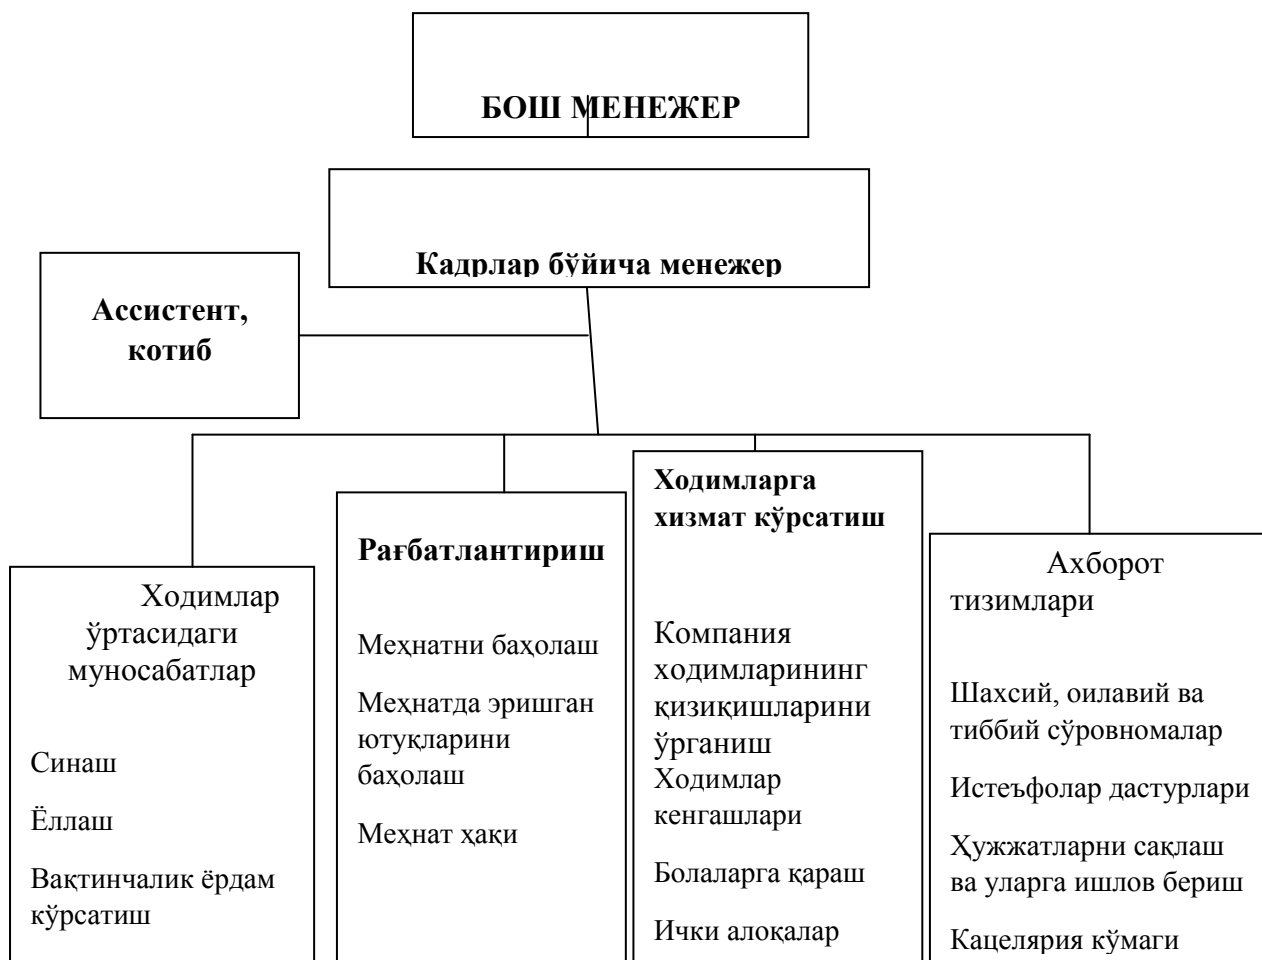 БОШ МЕНЕЖЕР
Кадрлар бўйича менежер
Ассистент,
котиб
Ходимлар
ўртасидаги
муносабатлар
Синаш
Ёллаш
Вақтинчалик ёрдам
кўрсатиш
Рағбатлантириш
Меҳнатни баҳолаш
Меҳнатда эришган
ютуқларини
баҳолаш
Меҳнат ҳақи
Ходимларга
хизмат кўрсатиш
Компания
ходимларининг
қизиқишларини
ўрганиш
Ходимлар
кенгашлари
Болаларга қараш
Ички алоқалар
Ахборот
тизимлари
Шахсий, оилавий ва
тиббий сўровномалар
Истеъфолар дастурлари
Ҳужжатларни сақлаш
ва уларга ишлов бериш
Кацелярия кўмаги